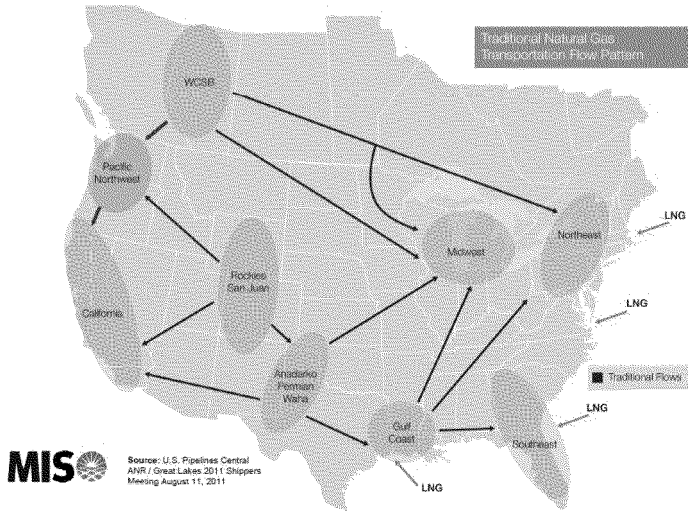 Traditional Natural Gas
Transportation Flow Pattern
WCSB
Pacific
Northwest
LNG
Northeast
Midwest
Rockies
San Juan
LNG
California
Anadarko
Permian
Waha
Traditional Flows
LNG
Gulf
Coast
Southeast
LNG
MISO
Source: U.S. Pipelines Central
ANR / Great Lakes 2011 Shippers
Meeting August 11, 2011